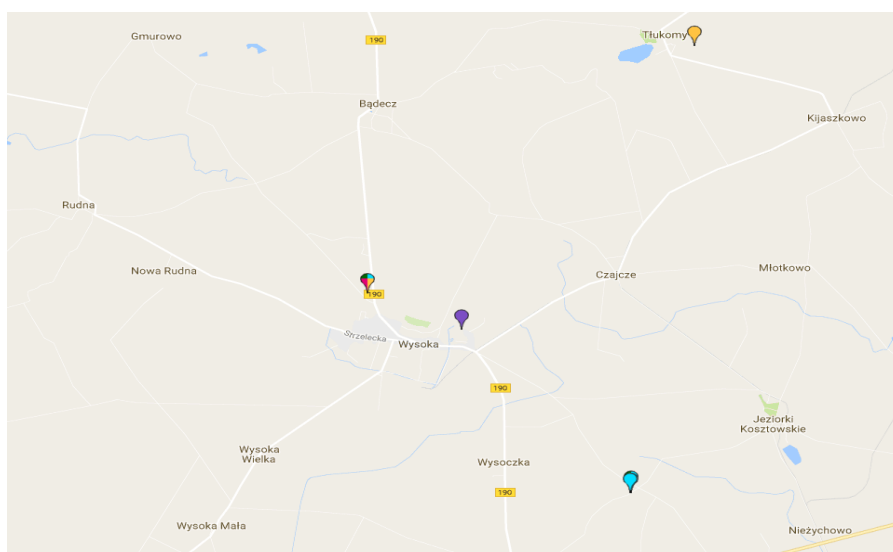 Gmurowo
190
Tłukomy
Bądecz
Kijaszkowo
Rudna
Nowa Rudna
Czajcze
Młotkowo
190
Strzelecka
Wysoka
190
Jeziorki
Kosztowskie
Wysoka
Wielka
Wysoczka
190
Wysoka Mała
Nieżychowo